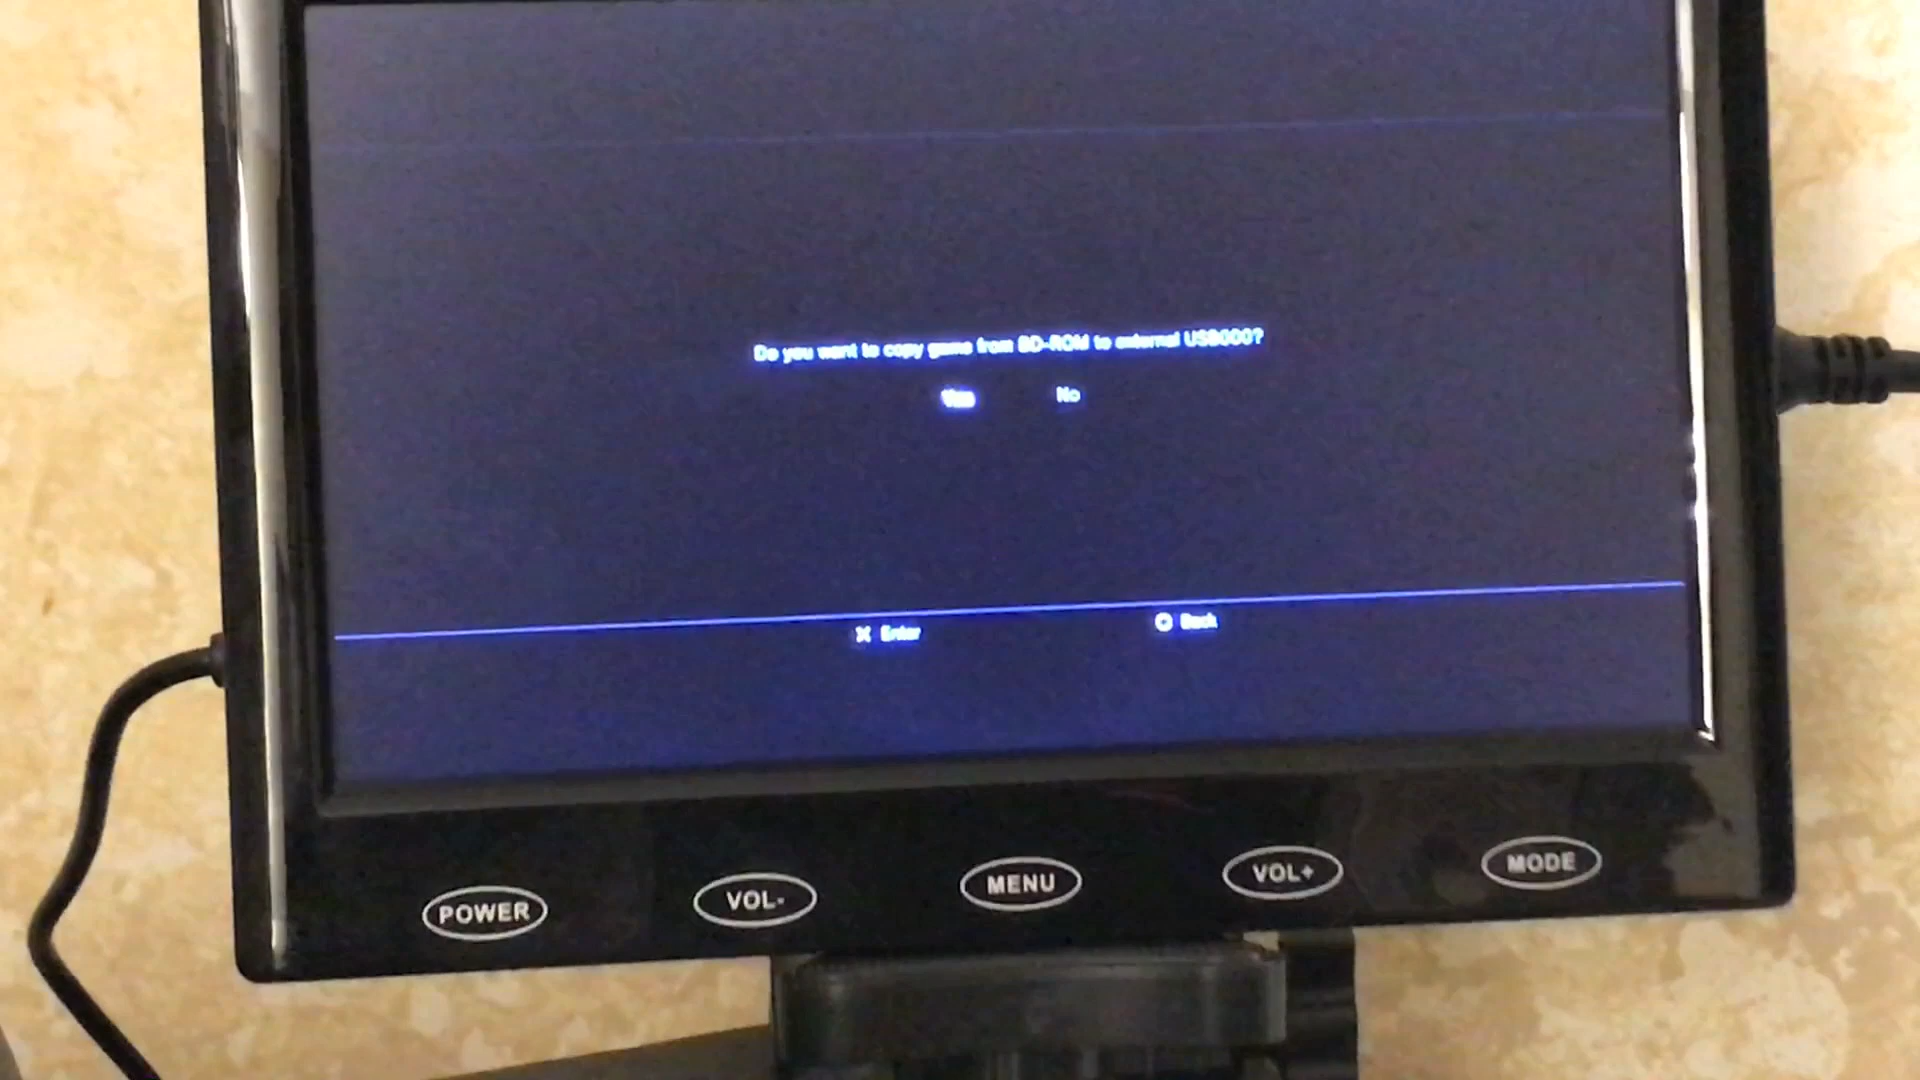 Do you want to copy game from BD-ROM to external USB000?
Yes No
Enter Back
POWER VOL- MENU VOL+ MODE